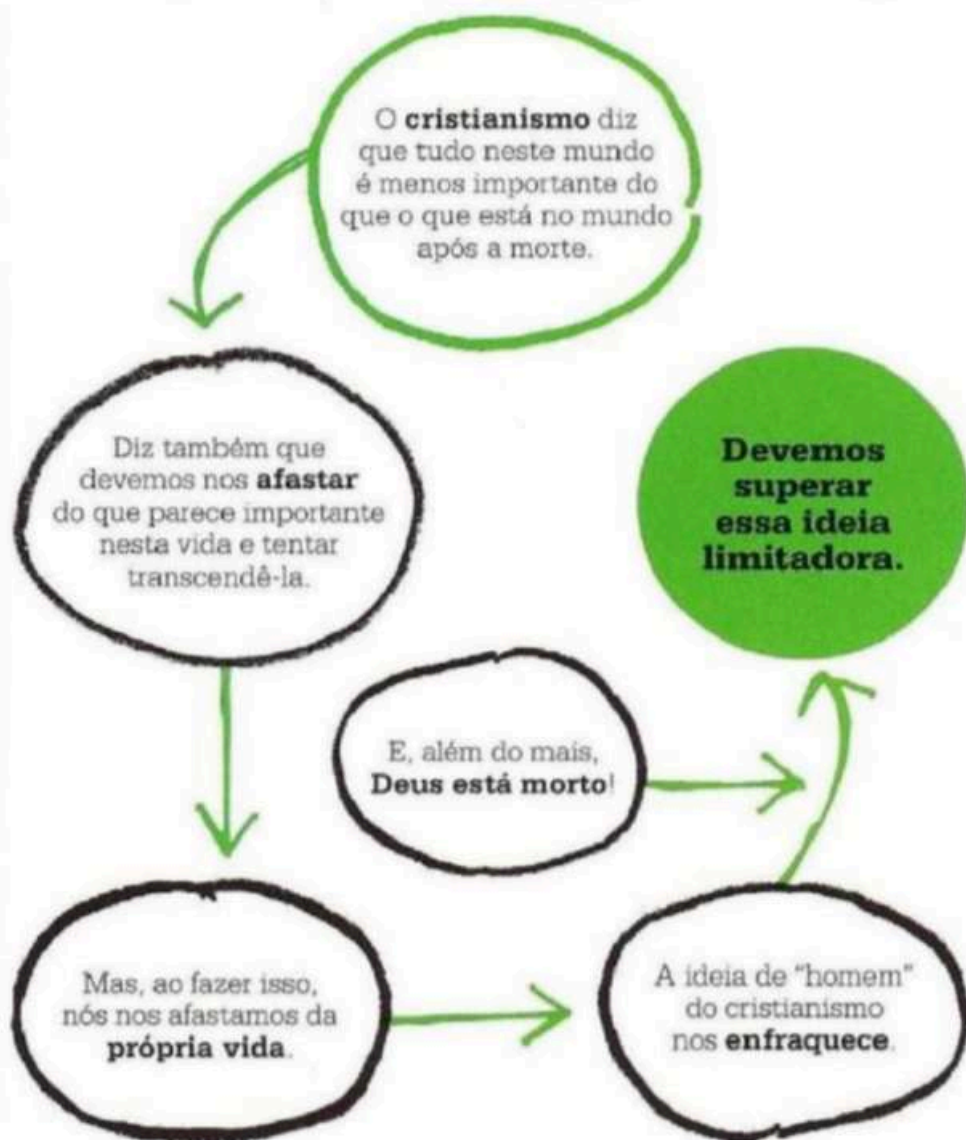 O cristianismo diz
que tudo neste mundo
é menos importante do
que o que está no mundo
após a morte.
Diz também que
devemos nos afastar
do que parece importante
nesta vida e tentar
transcendê-la.
Mas, ao fazer isso,
nós nos afastamos da
própria vida.
A ideia de "homem"
do cristianismo
nos enfraquece.
E, além do mais,
Deus está morto!
Devemos
superar
essa ideia
limitadora.